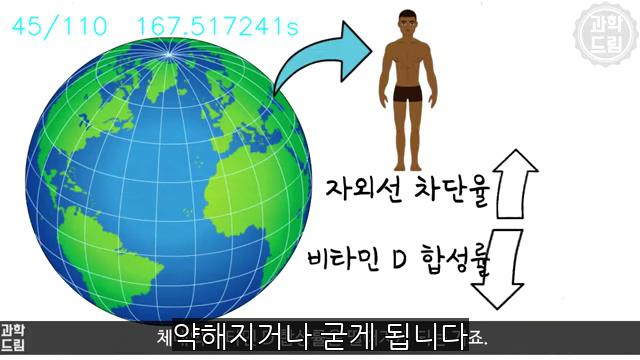 45/110 167.517241s
과학
드림
자외선 차단율
비타민 D 합성률
과학
드림
약해지거나 굳게 됩니다